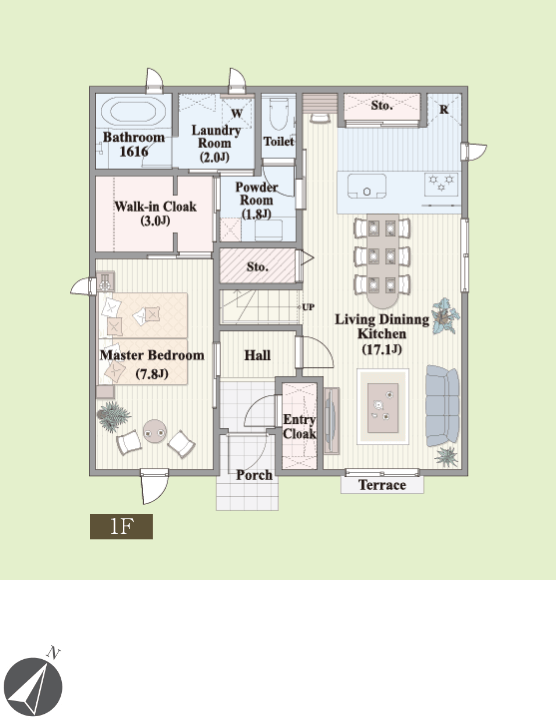 Sto.
R
W
Bathroom
1616
Laundry
Room
(2.0J)
Toilet
Walk-in Cloak
(3.0J)
Powder
Room
(1.8J)
Sto.
UP
Living Dininng
Kitchen
(17.1J)
Master Bedroom
(7.8J)
Hall
Entry
Cloak
Porch
Terrace
1F
N